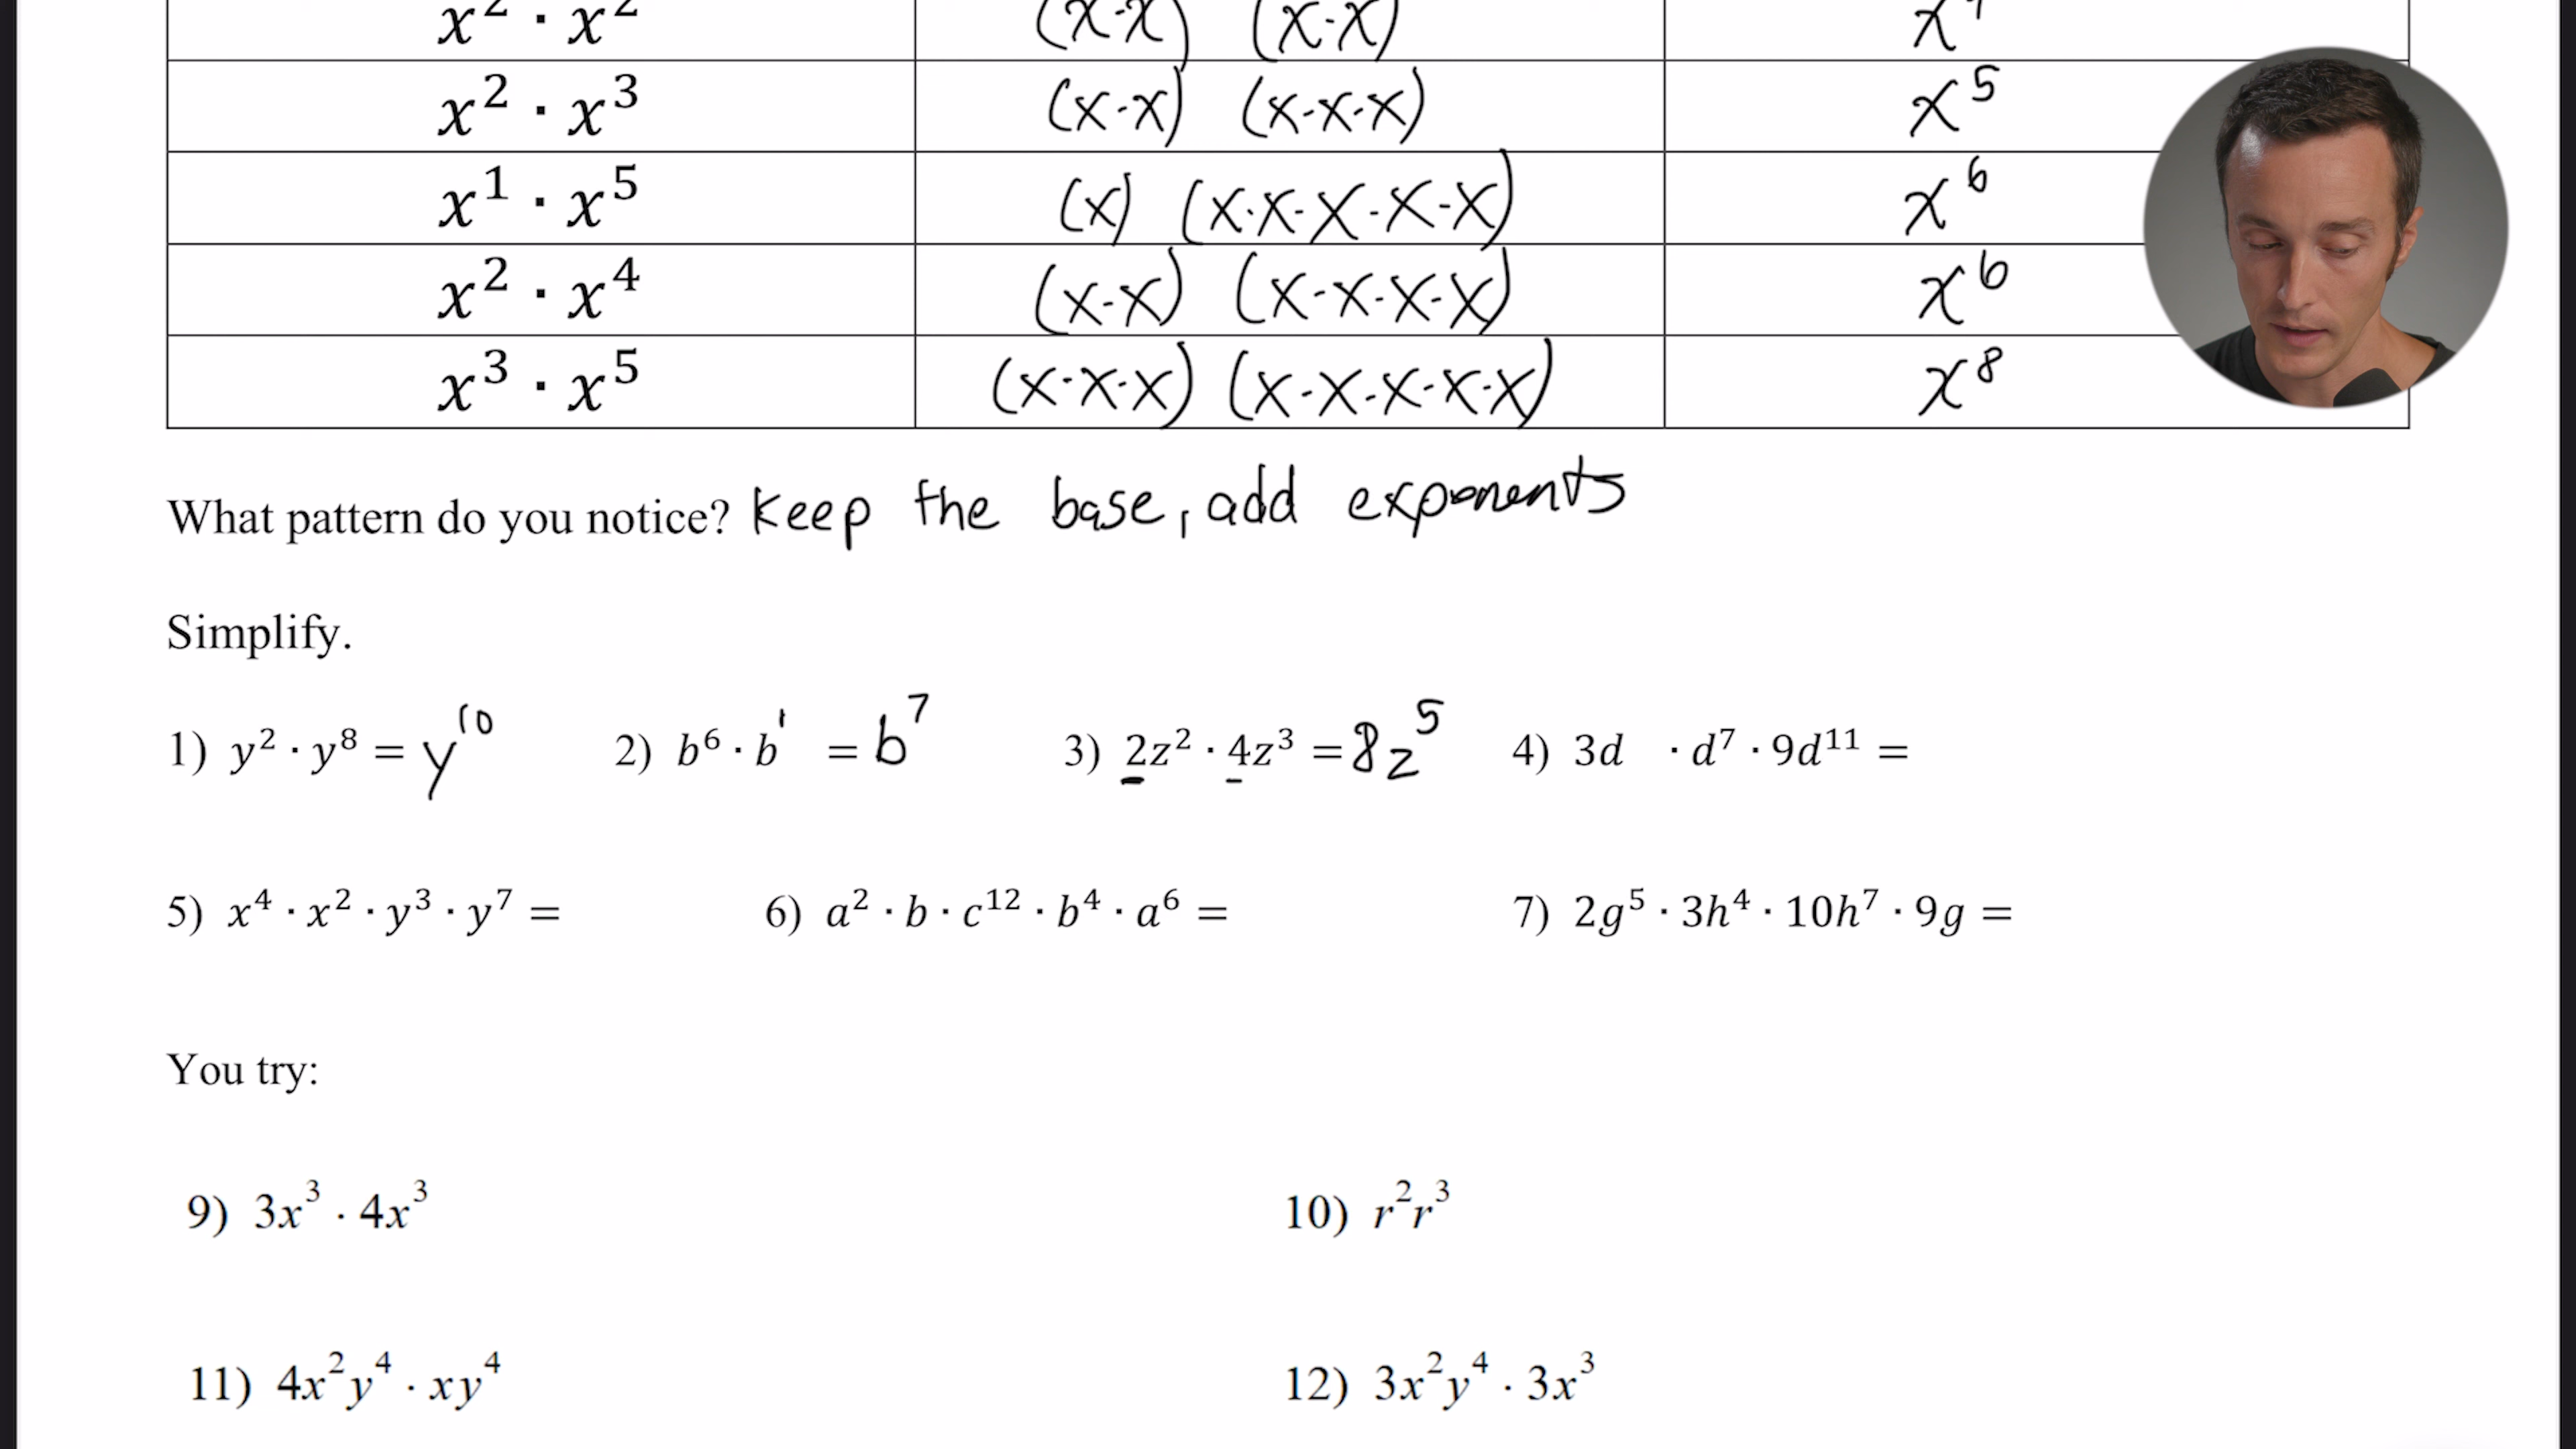 x² · x² (x·x) (x·x) x⁴
x² · x³ (x·x) (x·x·x) x⁵
x¹ · x⁵ (x) (x·x·x·x·x) x⁶
x² · x⁴ (x·x) (x·x·x·x) x⁶
x³ · x⁵ (x·x·x) (x·x·x·x·x) x⁸
What pattern do you notice? Keep the base, add exponents
Simplify.
1) y² · y⁸ = y¹⁰ 2) b⁶ · b¹ = b⁷ 3) 2z² · 4z³ = 8z⁵ 4) 3d · d⁷ · 9d¹¹ =
5) x⁴ · x² · y³ · y⁷ = 6) a² · b · c¹² · b⁴ · a⁶ = 7) 2g⁵ · 3h⁴ · 10h⁷ · 9g =
You try:
9) 3x³ · 4x³ 10) r²r³
11) 4x²y⁴ · xy⁴ 12) 3x²y⁴ · 3x³